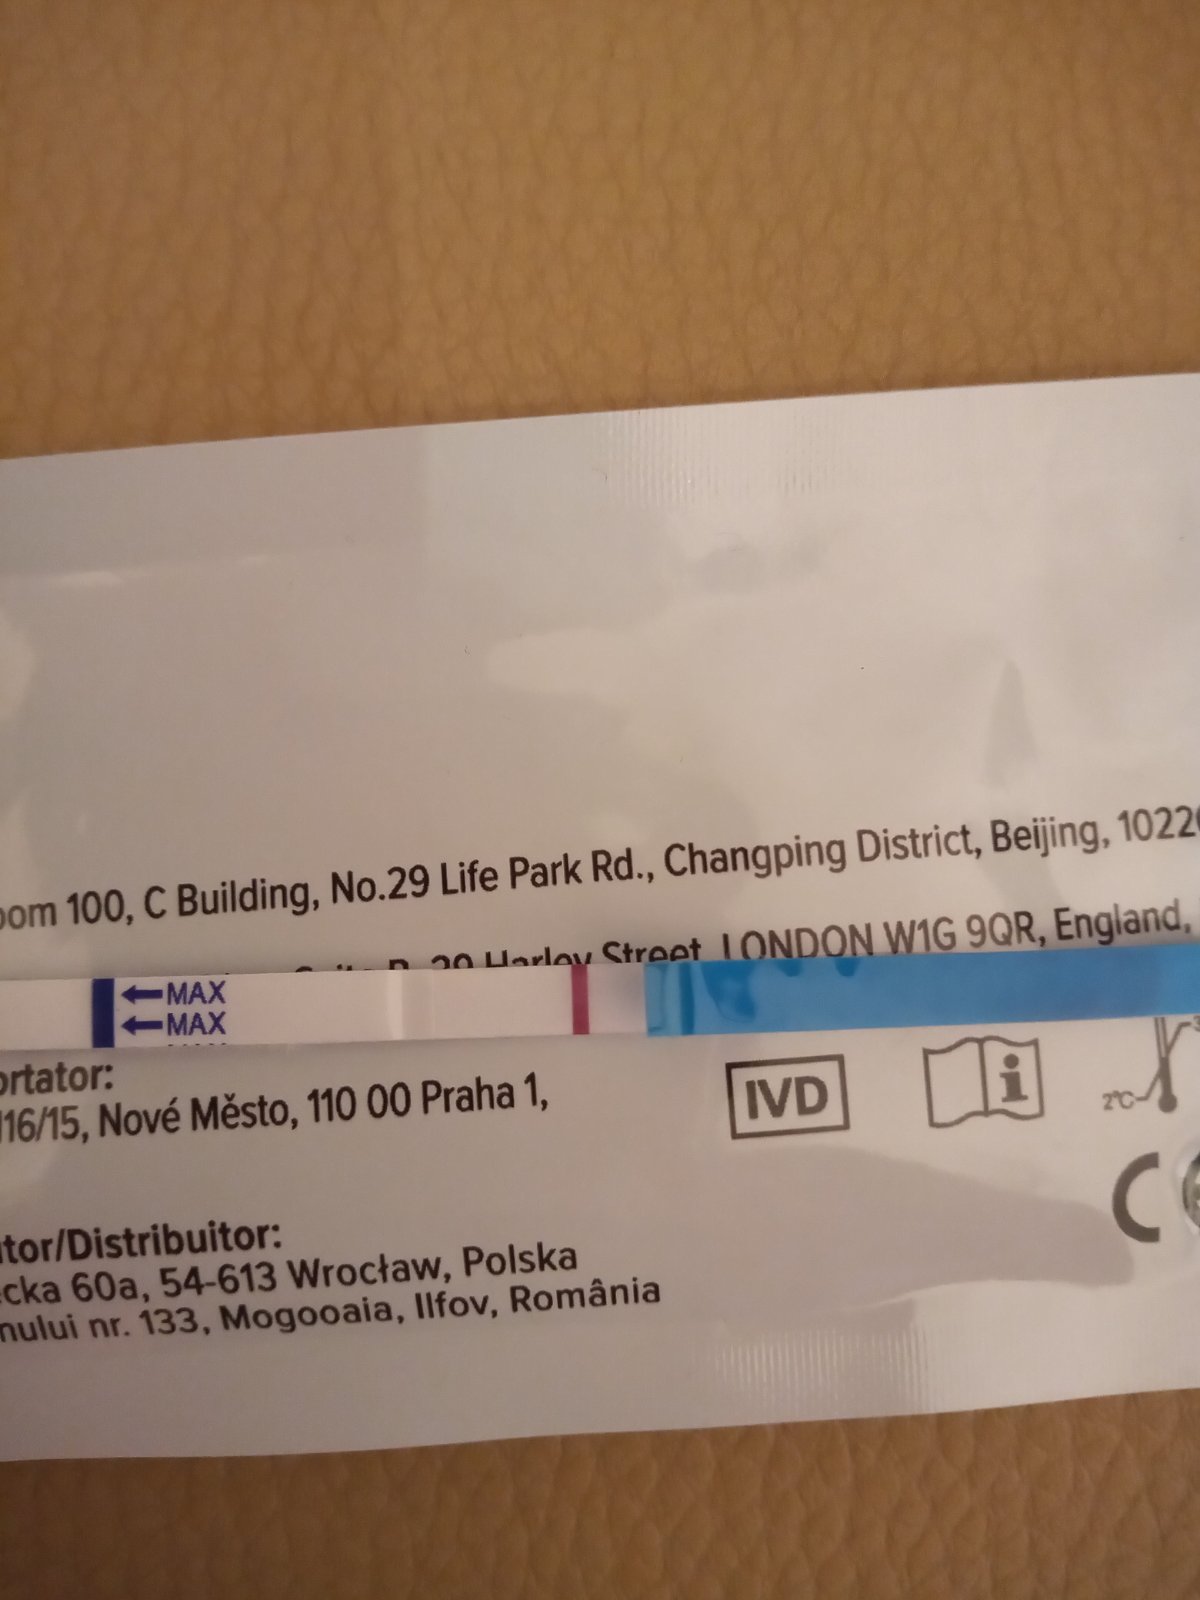 oom 100, C Building, No.29 Life Park Rd., Changping District, Beijing, 1022
20 Harley Street, LONDON W1G 9QR, England,
MAX
MAX
ortator:
16/15, Nové Město, 110 00 Praha 1,
IVD
i
2°C
C
tor/Distribuitor:
cka 60a, 54-613 Wrocław, Polska
nului nr. 133, Mogooaia, Ilfov, România